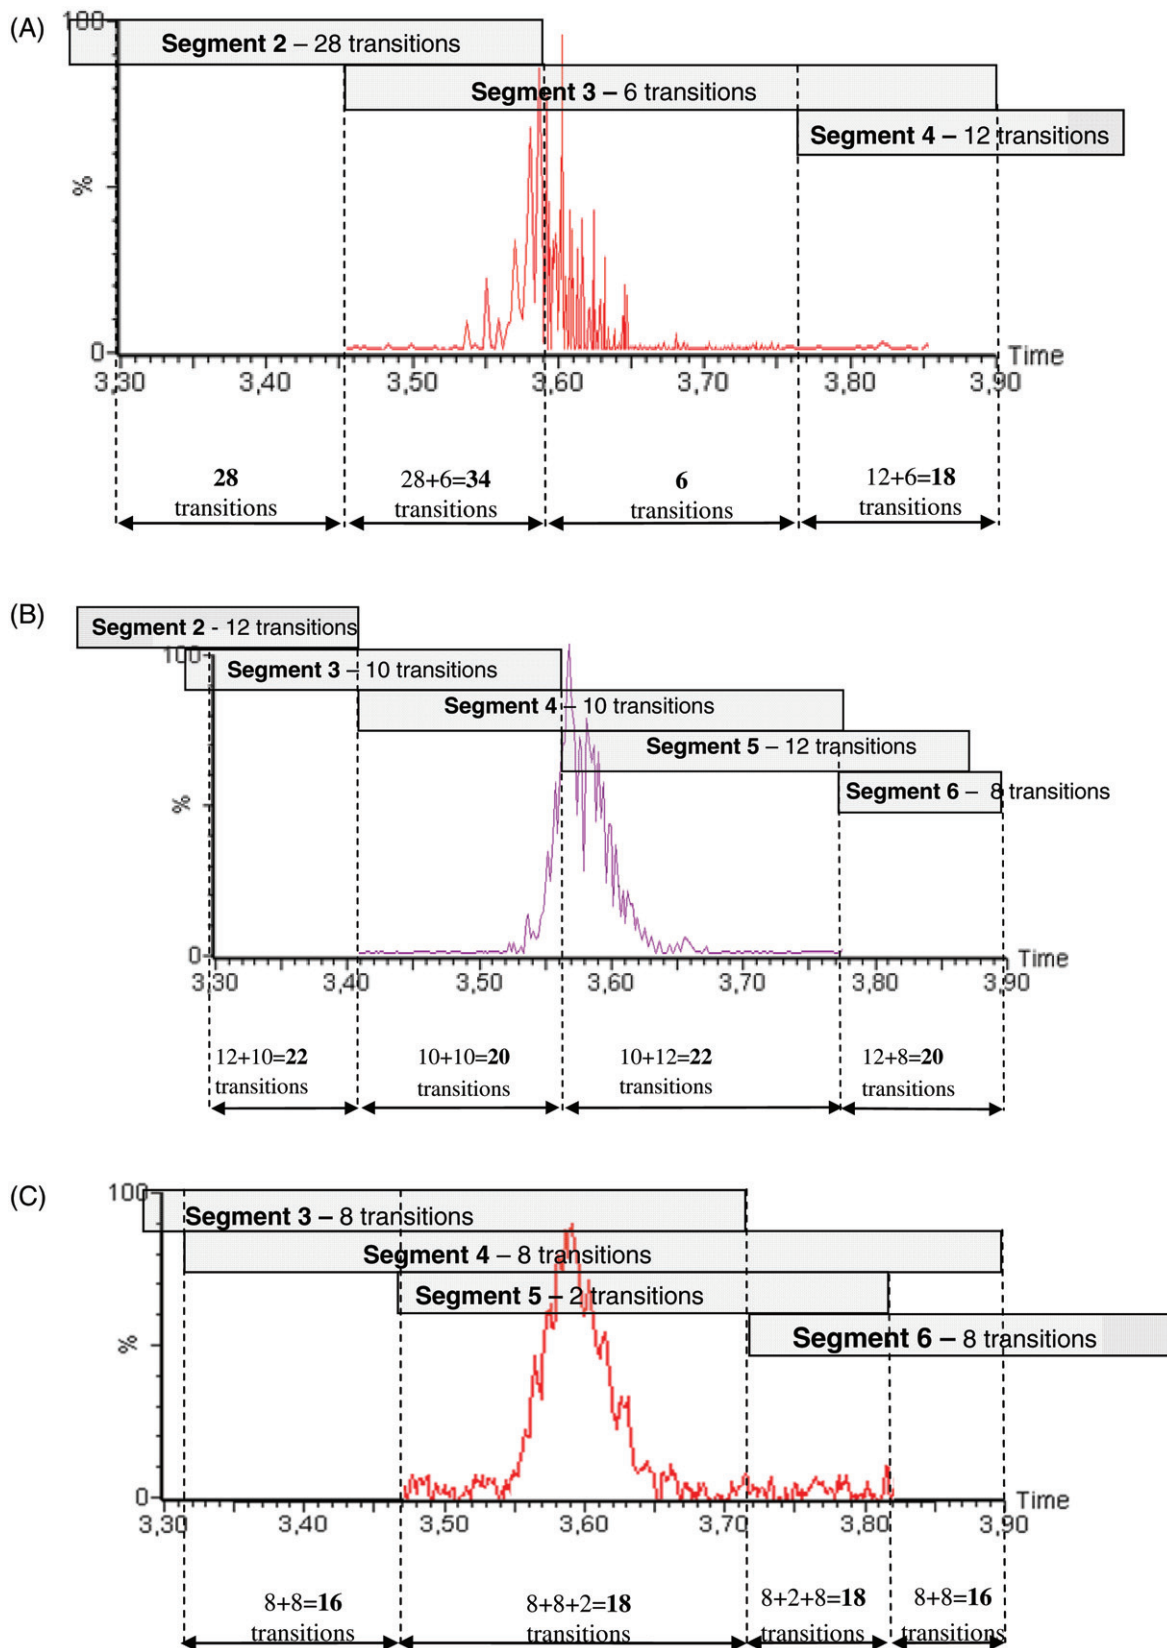 (A)
100
Segment 2 – 28 transitions
Segment 3 – 6 transitions
Segment 4 – 12 transitions
%
0
Time
3,30 3,40 3,50 3,60 3,70 3,80 3,90
28
transitions
28+6=34
transitions
6
transitions
12+6=18
transitions
(B)
Segment 2 - 12 transitions
100
Segment 3 – 10 transitions
Segment 4 – 10 transitions
Segment 5 – 12 transitions
Segment 6 – 8 transitions
%
0
Time
3,30 3,40 3,50 3,60 3,70 3,80 3,90
12+10=22
transitions
10+10=20
transitions
10+12=22
transitions
12+8=20
transitions
(C)
100
Segment 3 – 8 transitions
Segment 4 – 8 transitions
Segment 5 – 2 transitions
Segment 6 – 8 transitions
%
0
Time
3,30 3,40 3,50 3,60 3,70 3,80 3,90
8+8=16
transitions
8+8+2=18
transitions
8+2+8=18
transitions
8+8=16
transitions